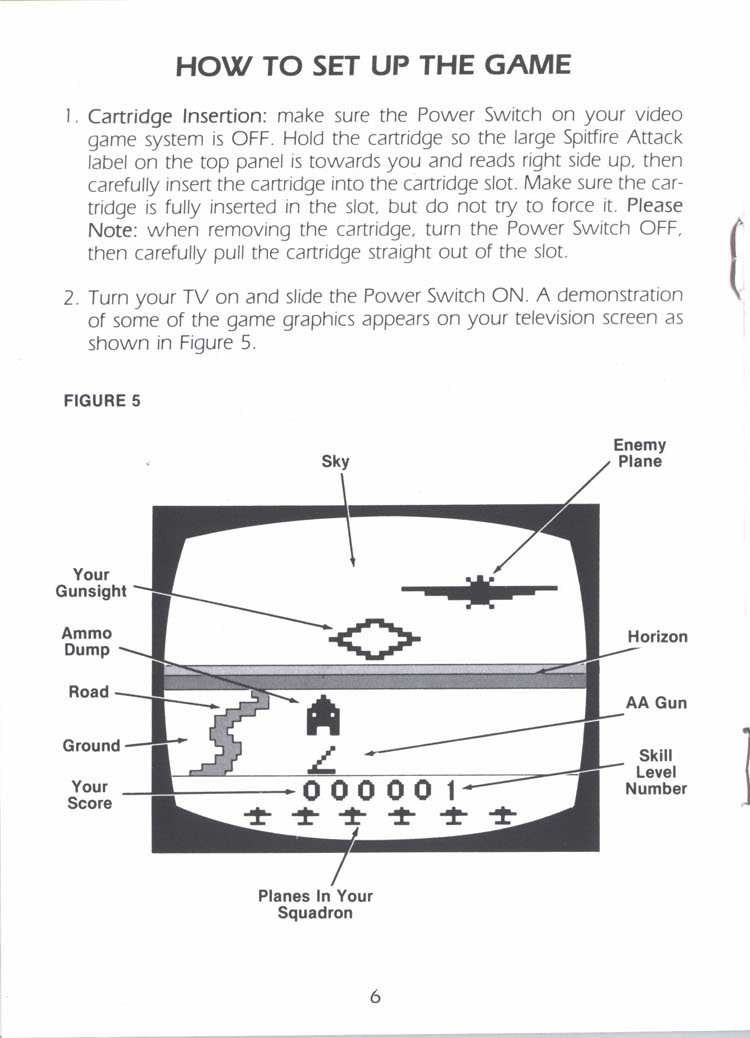 HOW TO SET UP THE GAME
1. Cartridge Insertion: make sure the Power Switch on your video
game system is OFF. Hold the cartridge so the large Spitfire Attack
label on the top panel is towards you and reads right side up, then
carefully insert the cartridge into the cartridge slot. Make sure the car-
tridge is fully inserted in the slot, but do not try to force it. Please
Note: when removing the cartridge, turn the Power Switch OFF,
then carefully pull the cartridge straight out of the slot.
2. Turn your TV on and slide the Power Switch ON. A demonstration
of some of the game graphics appears on your television screen as
shown in Figure 5.
FIGURE 5
Sky
Enemy
Plane
Your
Gunsight
Ammo
Dump
Horizon
Road
AA Gun
Ground
Skill
Level
Number
Your
Score
000001
Planes In Your
Squadron
6